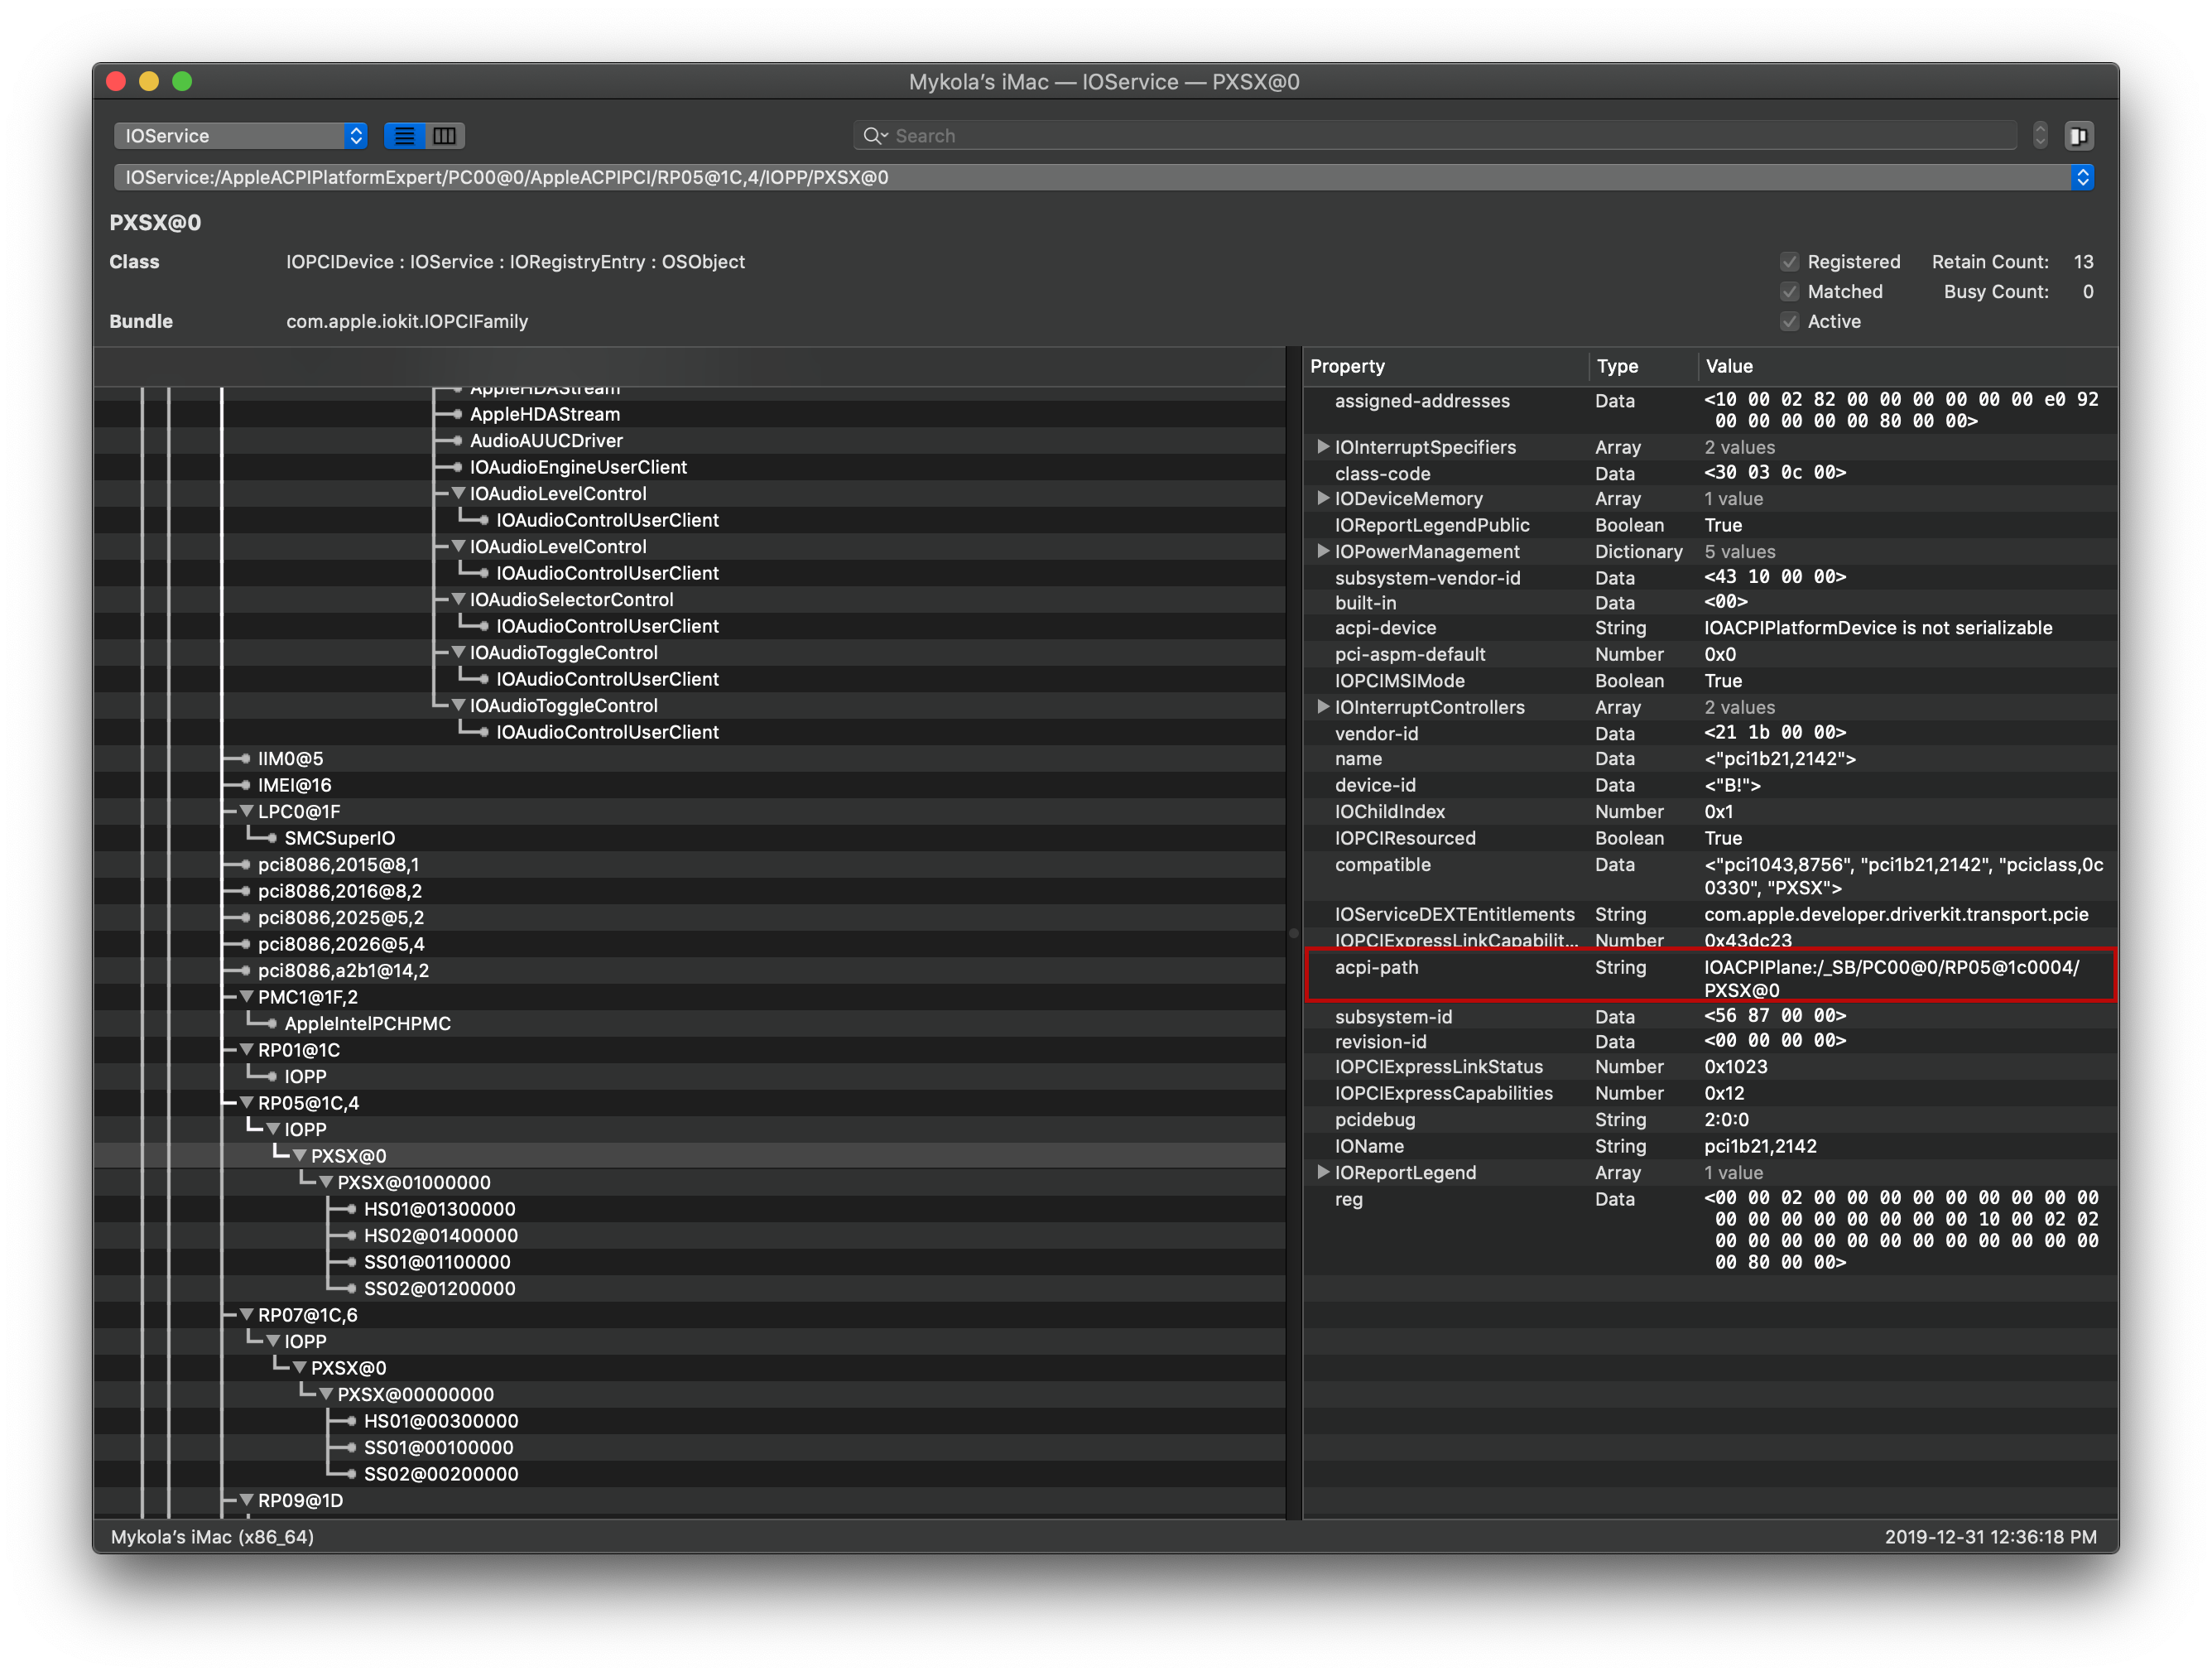 Mykola’s iMac — IOService — PXSX@0
IOService
Search
IOService:/AppleACPIPlatformExpert/PC00@0/AppleACPIPCI/RP05@1C,4/IOPP/PXSX@0
PXSX@0
Class IOPCIDevice : IOService : IORegistryEntry : OSObject
Registered Retain Count: 13
Matched Busy Count: 0
Bundle com.apple.iokit.IOPCIFamily
Active
AppleHDAStream
AppleHDAStream
AudioAUUCDriver
IOAudioEngineUserClient
IOAudioLevelControl
IOAudioControlUserClient
IOAudioLevelControl
IOAudioControlUserClient
IOAudioSelectorControl
IOAudioControlUserClient
IOAudioToggleControl
IOAudioControlUserClient
IOAudioToggleControl
IOAudioControlUserClient
IIM0@5
IMEI@16
LPC0@1F
SMCSuperIO
pci8086,2015@8,1
pci8086,2016@8,2
pci8086,2025@5,2
pci8086,2026@5,4
pci8086,a2b1@14,2
PMC1@1F,2
AppleIntelPCHPMC
RP01@1C
IOPP
RP05@1C,4
IOPP
PXSX@0
PXSX@01000000
HS01@01300000
HS02@01400000
SS01@01100000
SS02@01200000
RP07@1C,6
IOPP
PXSX@0
PXSX@00000000
HS01@00300000
SS01@00100000
SS02@00200000
RP09@1D
Property Type Value
assigned-addresses Data <10 00 02 82 00 00 00 00 00 00 e0 92
00 00 00 00 00 80 00 00>
IOInterruptSpecifiers Array 2 values
class-code Data <30 03 0c 00>
IODeviceMemory Array 1 value
IOReportLegendPublic Boolean True
IOPowerManagement Dictionary 5 values
subsystem-vendor-id Data <43 10 00 00>
built-in Data <00>
acpi-device String IOACPIPlatformDevice is not serializable
pci-aspm-default Number 0x0
IOPCIMSIMode Boolean True
IOInterruptControllers Array 2 values
vendor-id Data <21 1b 00 00>
name Data <"pci1b21,2142">
device-id Data <"B!">
IOChildIndex Number 0x1
IOPCIResourced Boolean True
compatible Data <"pci1043,8756", "pci1b21,2142", "pciclass,0c
0330", "PXSX">
IOServiceDEXTEntitlements String com.apple.developer.driverkit.transport.pcie
IOPCIExpressLinkCapabilit... Number 0x43dc23
acpi-path String IOACPIPlane:/_SB/PC00@0/RP05@1c0004/
PXSX@0
subsystem-id Data <56 87 00 00>
revision-id Data <00 00 00 00>
IOPCIExpressLinkStatus Number 0x1023
IOPCIExpressCapabilities Number 0x12
pcidebug String 2:0:0
IOName String pci1b21,2142
IOReportLegend Array 1 value
reg Data <00 00 02 00 00 00 00 00 00 00 00 00
00 00 00 00 00 00 00 00 10 00 02 02
00 00 00 00 00 00 00 00 00 00 00 00
00 80 00 00>
Mykola’s iMac (x86_64)
2019-12-31 12:36:18 PM